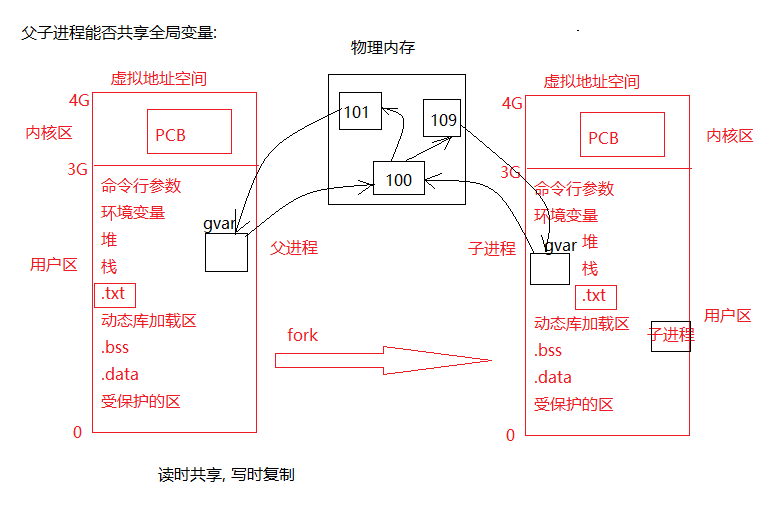 父子进程能否共享全局变量:
物理内存
虚拟地址空间
4G
内核区
PCB
3G
命令行参数
环境变量
堆
栈
.txt
动态库加载区
.bss
.data
受保护的区
0
用户区
gvar
父进程
101
109
100
fork
虚拟地址空间
4G
内核区
PCB
3G
命令行参数
环境变量
堆
栈
.txt
动态库加载区
.bss
.data
受保护的区
0
用户区
gvar
子进程
子进程
读时共享, 写时复制